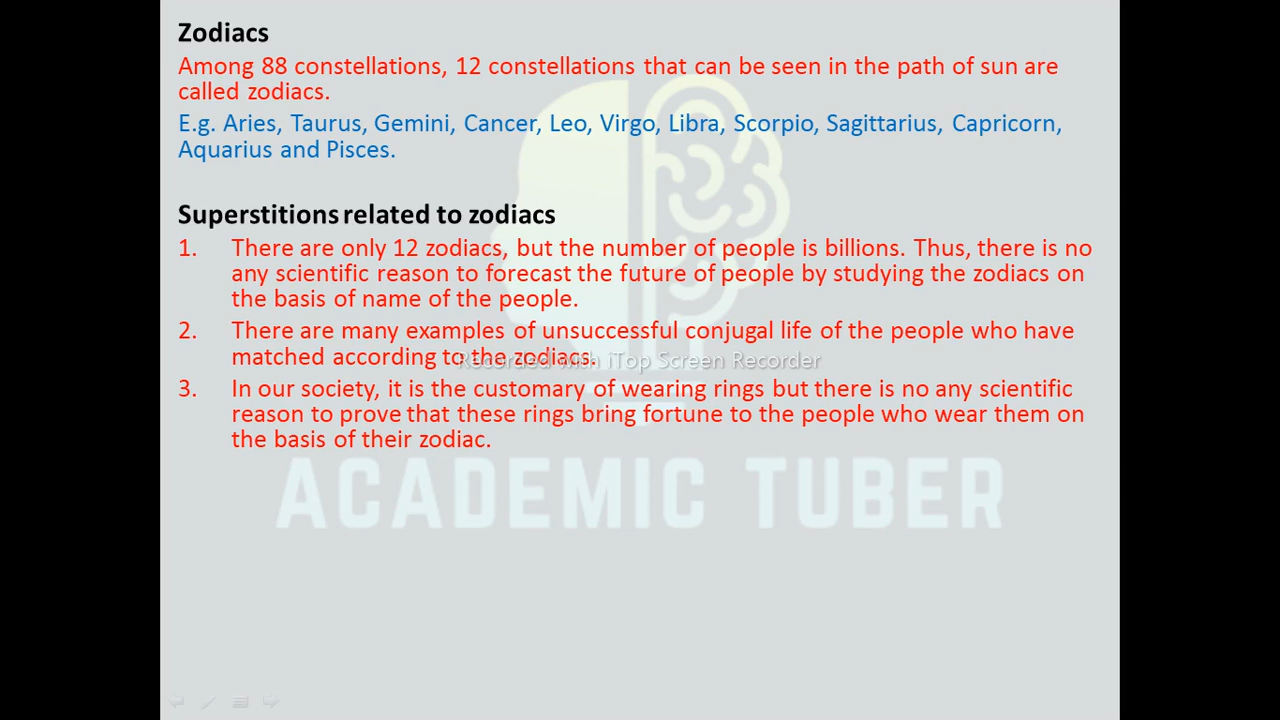 Zodiacs
Among 88 constellations, 12 constellations that can be seen in the path of sun are
called zodiacs.
E.g. Aries, Taurus, Gemini, Cancer, Leo, Virgo, Libra, Scorpio, Sagittarius, Capricorn,
Aquarius and Pisces.
Superstitions related to zodiacs
1. There are only 12 zodiacs, but the number of people is billions. Thus, there is no
any scientific reason to forecast the future of people by studying the zodiacs on
the basis of name of the people.
2. There are many examples of unsuccessful conjugal life of the people who have
matched according to the zodiacs.
Recorded with iTop Screen Recorder
3. In our society, it is the customary of wearing rings but there is no any scientific
reason to prove that these rings bring fortune to the people who wear them on
the basis of their zodiac.
ACADEMIC TUBER